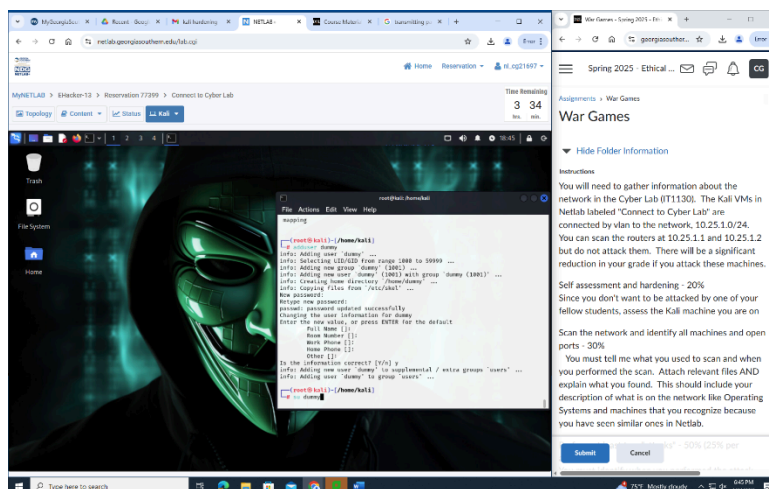 MyGeorgiaSou
Recent - Googl
kali hardening
NETLAB -
Course Materia
transmitting pa
netlab.georgiasouthern.edu/lab.cgi
Error
Home
Reservation
nl_cg21697
MyNETLAB > EHacker-13 > Reservation 77399 > Connect to Cyber Lab
Time Remaining
3 34
hrs. min.
Topology
Content
Status
Kali
1 2 3 4
18:45
Trash
File System
Home
root@kali: /home/kali
File Actions Edit View Help
mapping
(root@kali)-[/home/kali]
# adduser dummy
info: Adding user `dummy' ...
info: Selecting UID/GID from range 1000 to 59999 ...
info: Adding new group `dummy' (1001) ...
info: Adding new user `dummy' (1001) with group `dummy (1001)' ...
info: Creating home directory `/home/dummy' ...
info: Copying files from `/etc/skel' ...
New password:
Retype new password:
passwd: password updated successfully
Changing the user information for dummy
Enter the new value, or press ENTER for the default
Full Name []:
Room Number []:
Work Phone []:
Home Phone []:
Other []:
Is the information correct? [Y/n] y
info: Adding new user `dummy' to supplemental / extra groups `users' ...
info: Adding user `dummy' to group `users' ...
(root@kali)-[/home/kali]
# su dummy
War Games - Spring 2025 - Eth
georgiasouther...
Error
Spring 2025 - Ethical ...
CG
Assignments > War Games
War Games
Hide Folder Information
Instructions
You will need to gather information about the
network in the Cyber Lab (IT1130). The Kali VMs in
Netlab labeled "Connect to Cyber Lab" are
connected by vlan to the network, 10.25.1.0/24.
You can scan the routers at 10.25.1.1 and 10.25.1.2
but do not attack them. There will be a significant
reduction in your grade if you attack these machines.
Self assessment and hardening - 20%
Since you don't want to be attacked by one of your
fellow students, assess the Kali machine you are on
Scan the network and identify all machines and open
ports - 30%
You must tell me what you used to scan and when
you performed the scan. Attach relevant files AND
explain what you found. This should include your
description of what is on the network like Operating
Systems and machines that you recognize because
you have seen similar ones in Netlab.
- 50% (25% per
Submit
Cancel
Type here to search
75°F Mostly cloudy
6:45 PM